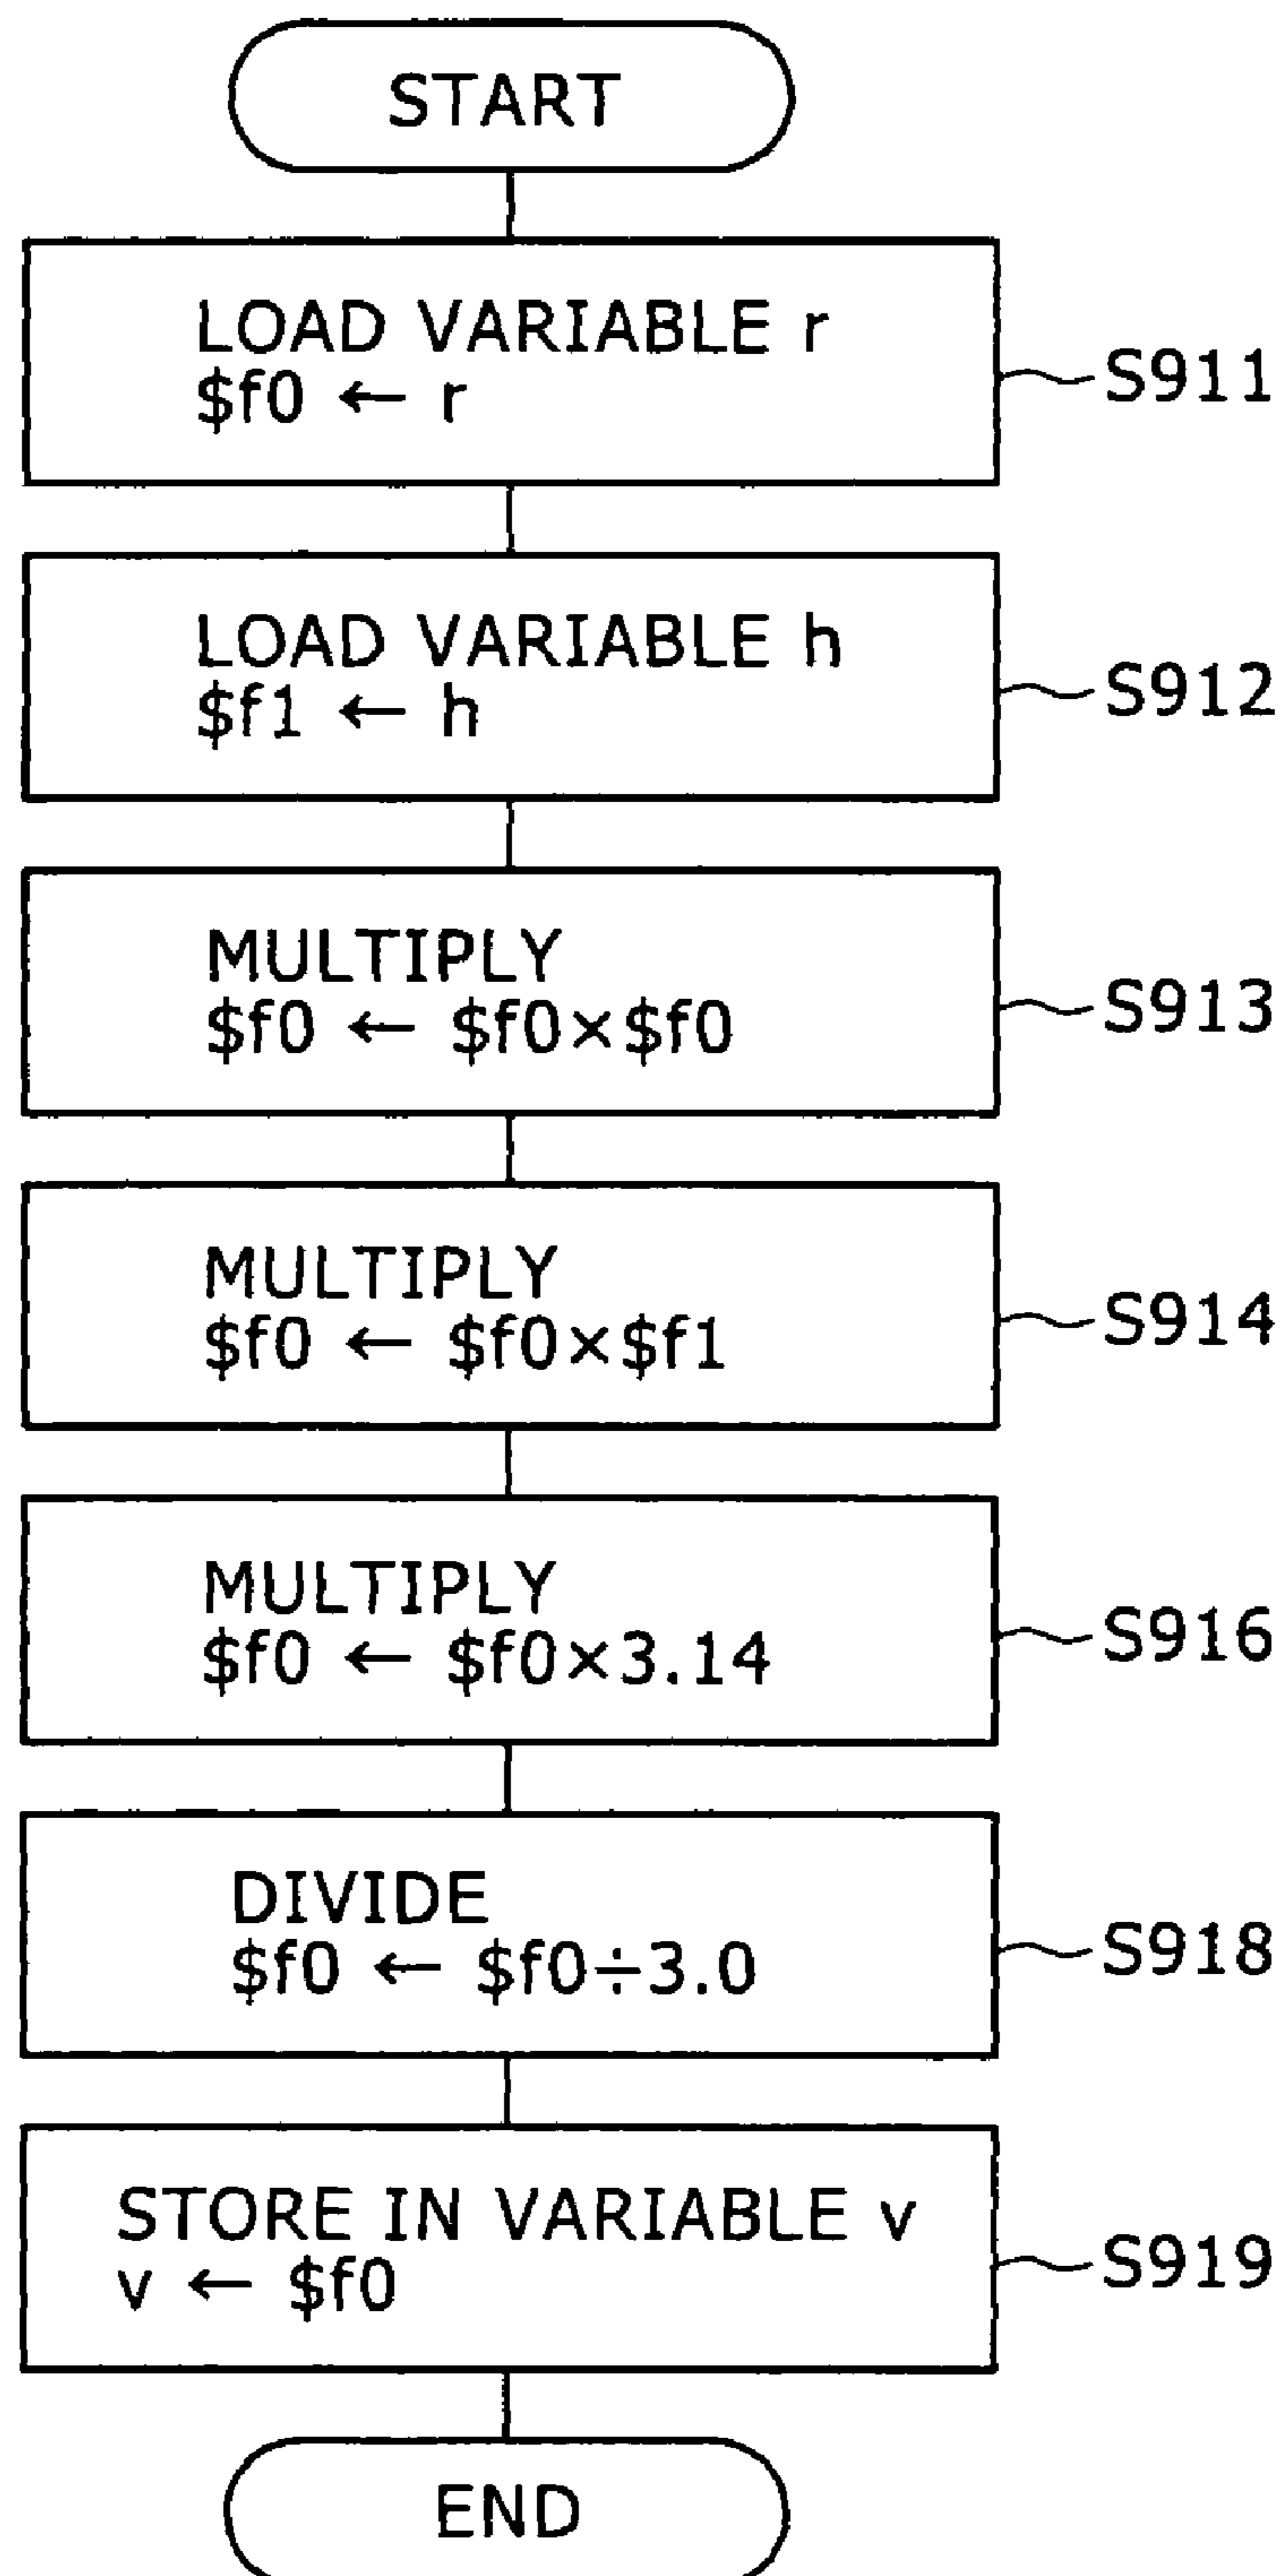 START
LOAD VARIABLE r
$f0 ← r
S911
LOAD VARIABLE h
$f1 ← h
S912
MULTIPLY
$f0 ← $f0×$f0
S913
MULTIPLY
$f0 ← $f0×$f1
S914
MULTIPLY
$f0 ← $f0×3.14
S916
DIVIDE
$f0 ← $f0÷3.0
S918
STORE IN VARIABLE v
v ← $f0
S919
END